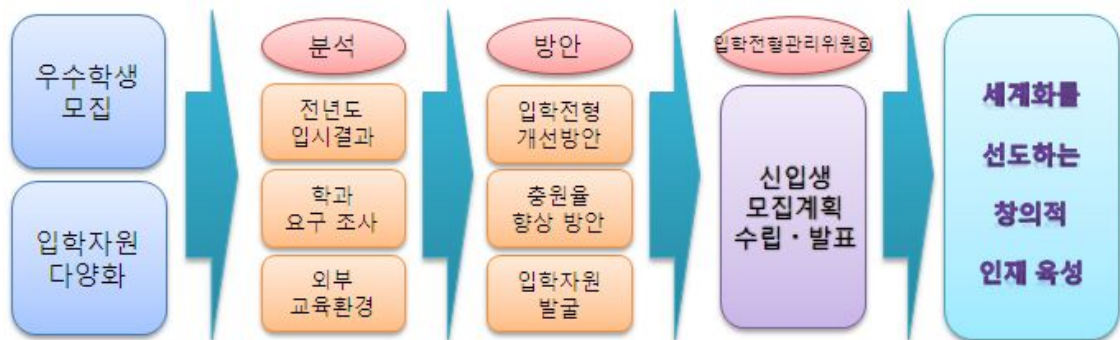 우수학생
모집
입학자원
다양화
분석
전년도
입시결과
학과
요구 조사
외부
교육환경
방안
입학전형
개선방안
충원율
향상 방안
입학자원
발굴
입학전형관리위원회
신입생
모집계획
수립·발표
세계화를
선도하는
창의적
인재 육성